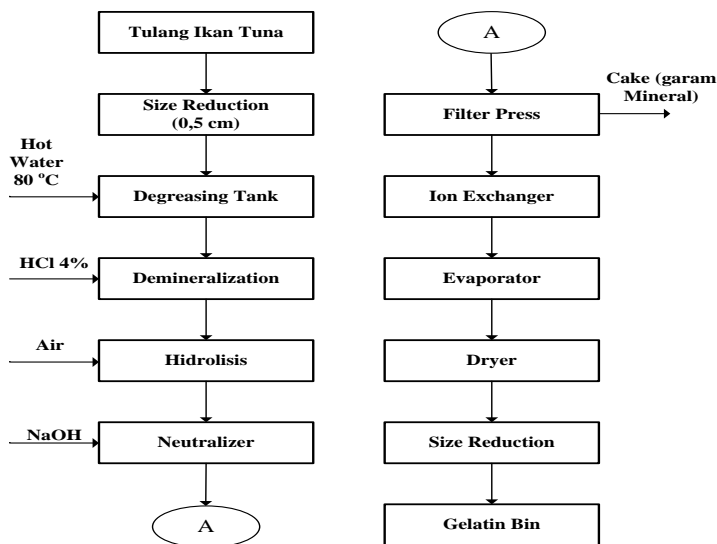 Tulang Ikan Tuna
Size Reduction
(0,5 cm)
Hot
Water
80 °C
Degreasing Tank
HCl 4%
Demineralization
Air
Hidrolisis
NaOH
Neutralizer
A
A
Cake (garam
Mineral)
Filter Press
Ion Exchanger
Evaporator
Dryer
Size Reduction
Gelatin Bin